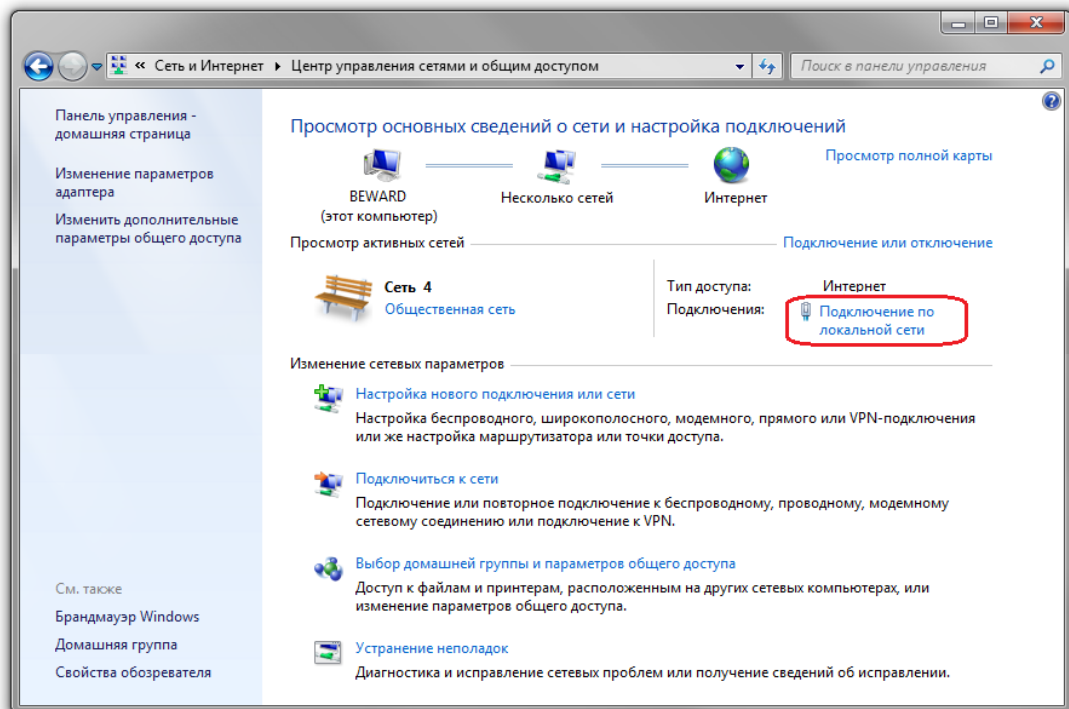 « Сеть и Интернет ▸ Центр управления сетями и общим доступом
Поиск в панели управления
Панель управления -
домашняя страница
Изменение параметров
адаптера
Изменить дополнительные
параметры общего доступа
См. также
Брандмауэр Windows
Домашняя группа
Свойства обозревателя
Просмотр основных сведений о сети и настройка подключений
Просмотр полной карты
BEWARD
(этот компьютер)
Несколько сетей
Интернет
Просмотр активных сетей
Подключение или отключение
Сеть 4
Общественная сеть
Тип доступа: Интернет
Подключения: Подключение по
локальной сети
Изменение сетевых параметров
Настройка нового подключения или сети
Настройка беспроводного, широкополосного, модемного, прямого или VPN-подключения
или же настройка маршрутизатора или точки доступа.
Подключиться к сети
Подключение или повторное подключение к беспроводному, проводному, модемному
сетевому соединению или подключение к VPN.
Выбор домашней группы и параметров общего доступа
Доступ к файлам и принтерам, расположенным на других сетевых компьютерах, или
изменение параметров общего доступа.
Устранение неполадок
Диагностика и исправление сетевых проблем или получение сведений об исправлении.